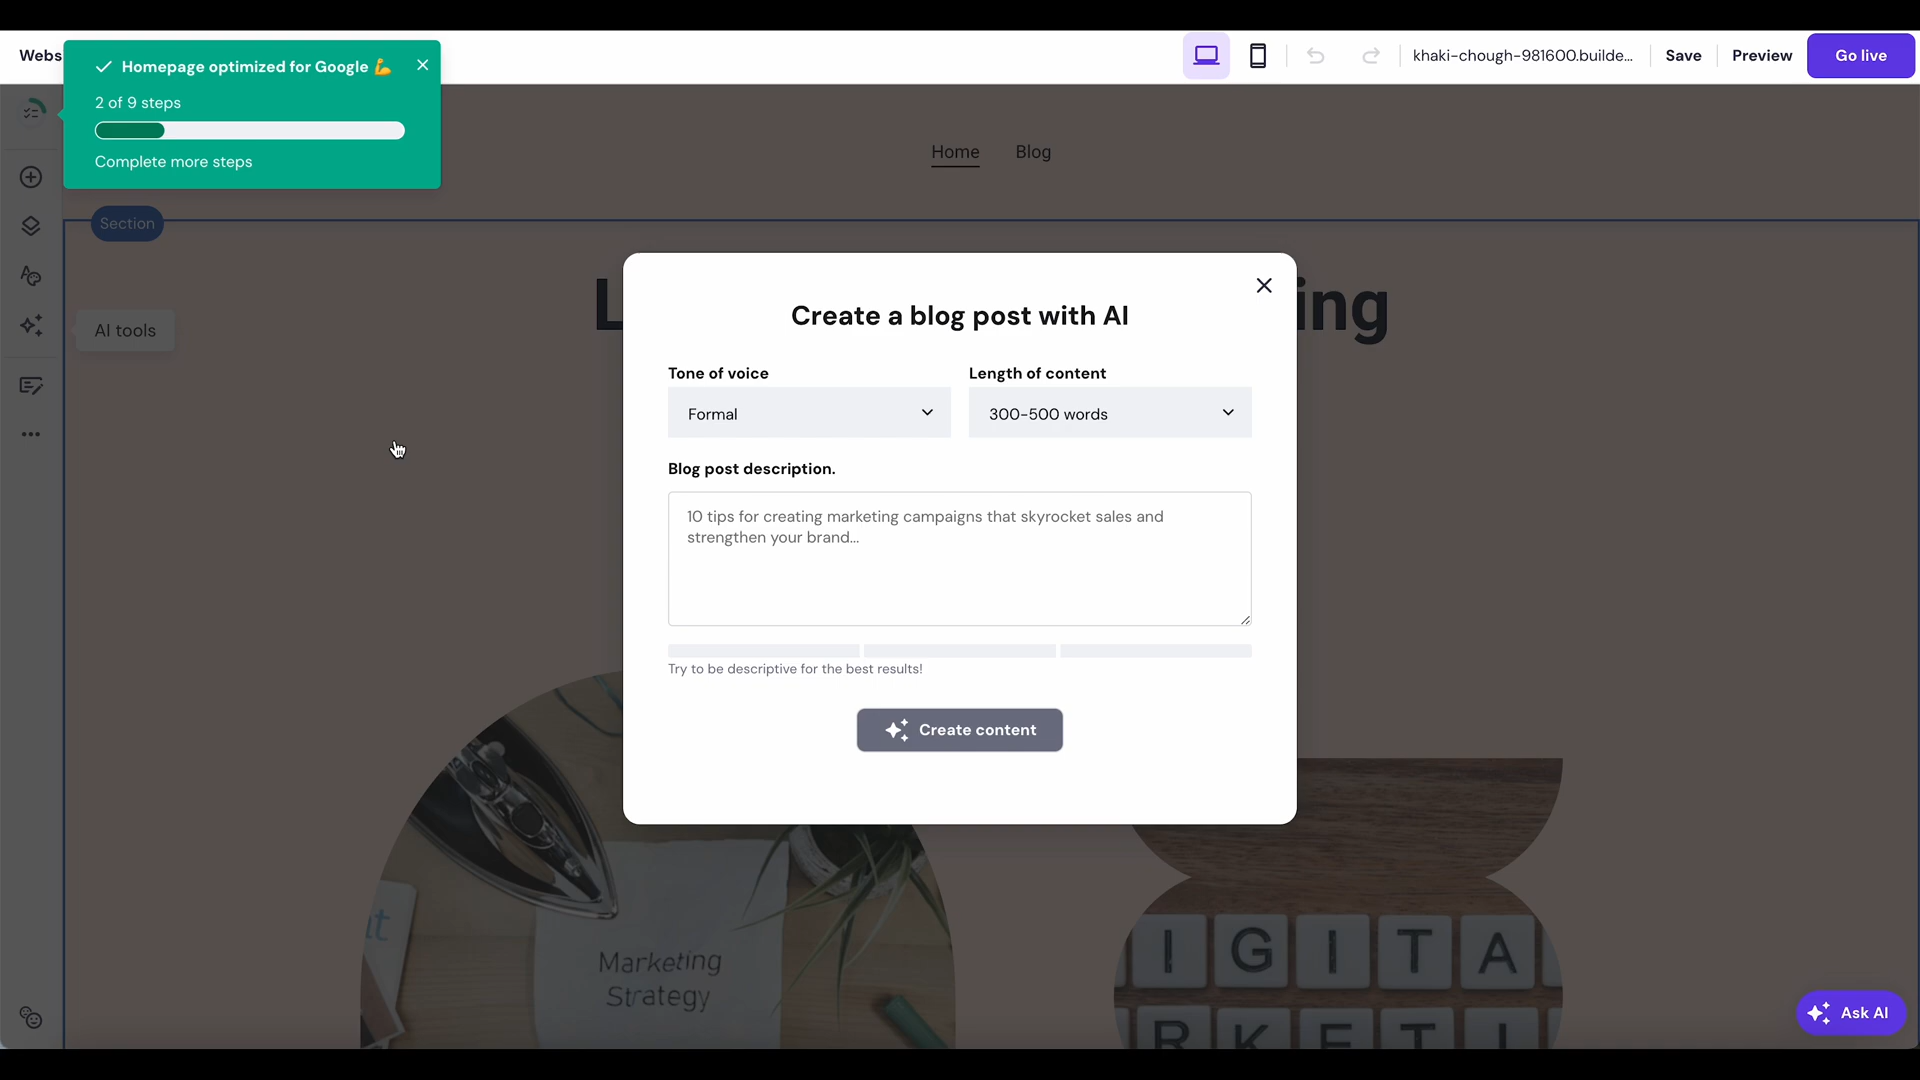 Webs
Homepage optimized for Google 💪
2 of 9 steps
Complete more steps
khaki-chough-981600.builde...
Save
Preview
Go live
Home
Blog
Section
AI tools
L
ing
Create a blog post with AI
Tone of voice
Length of content
Formal
300-500 words
Blog post description.
10 tips for creating marketing campaigns that skyrocket sales and
strengthen your brand...
Try to be descriptive for the best results!
Create content
it
Marketing
Strategy
I G I T A
R K E T I
Ask AI